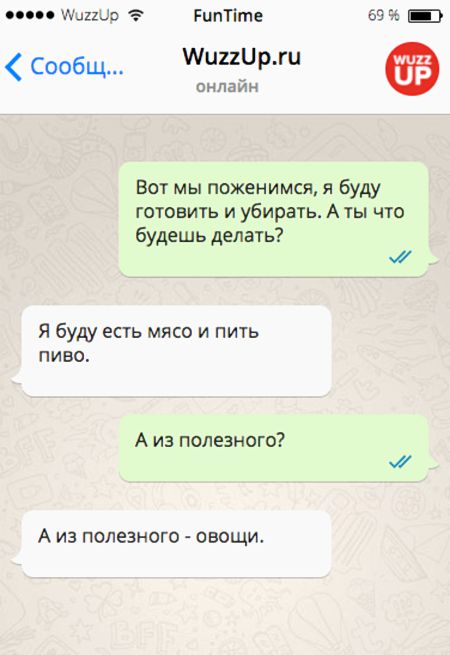 WuzzUp FunTime 69 %
Сообщ... WuzzUp.ru
онлайн
WUZZ
UP
Вот мы поженимся, я буду
готовить и убирать. А ты что
будешь делать?
Я буду есть мясо и пить
пиво.
А из полезного?
А из полезного - овощи.